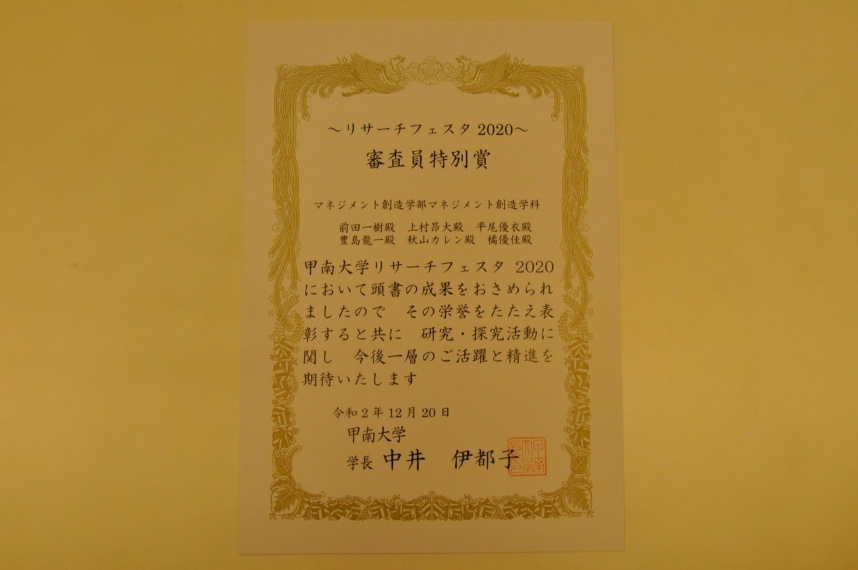 ～リサーチフェスタ 2020～
審査員特別賞
マネジメント創造学部マネジメント創造学科
前田一樹殿　上村昂大殿　平尾優衣殿
豊島龍一殿　秋山カレン殿　橘優佳殿
甲南大学リサーチフェスタ 2020
において頭書の成果をおさめられ
ましたので　その栄誉をたたえ表
彰すると共に　研究・探究活動に
関し　今後一層のご活躍と精進を
期待いたします
令和2年12月20日
甲南大学
学長 中井　伊都子